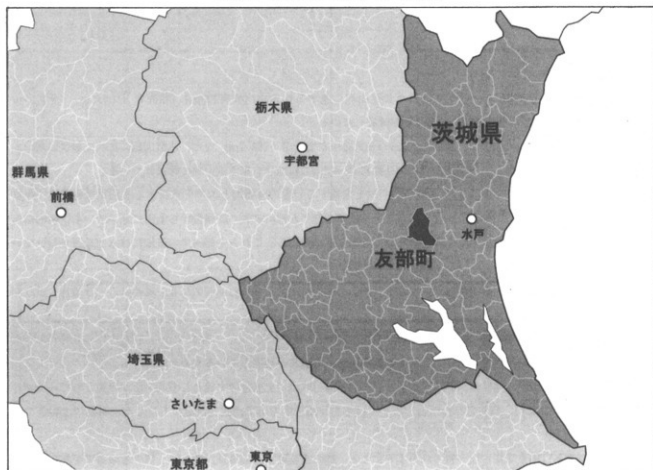 栃木県
茨城県
宇都宮
群馬県
前橋
水戸
友部町
埼玉県
さいたま
東京都
東京